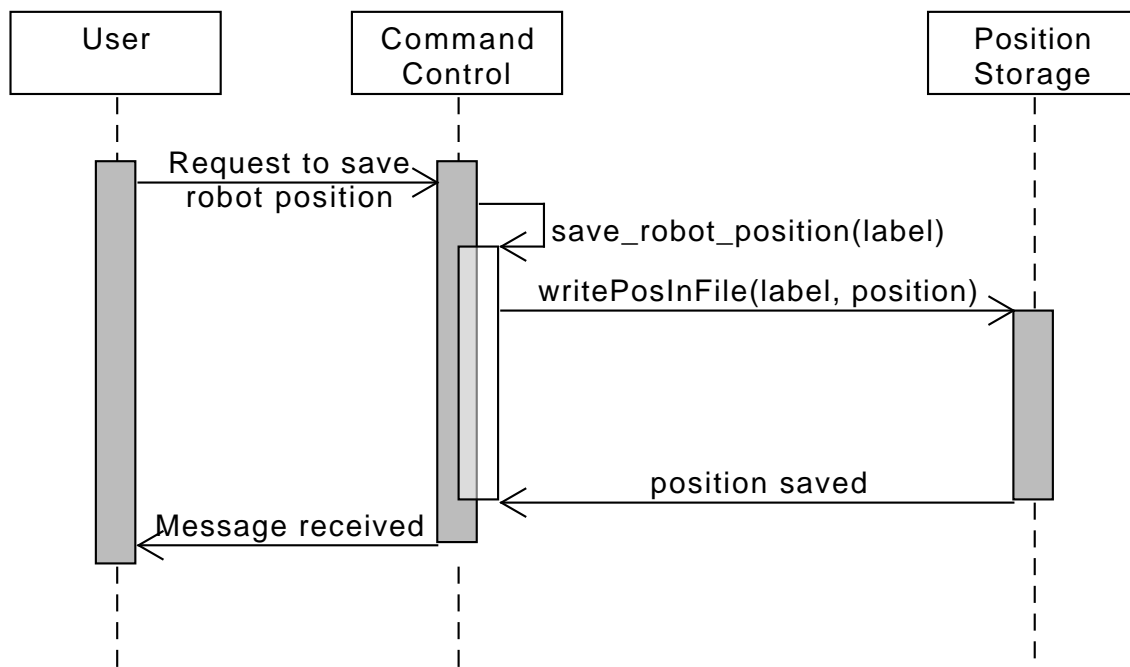 User
Command
Control
Position
Storage
Request to save
robot position
save_robot_position(label)
writePosInFile(label, position)
position saved
Message received